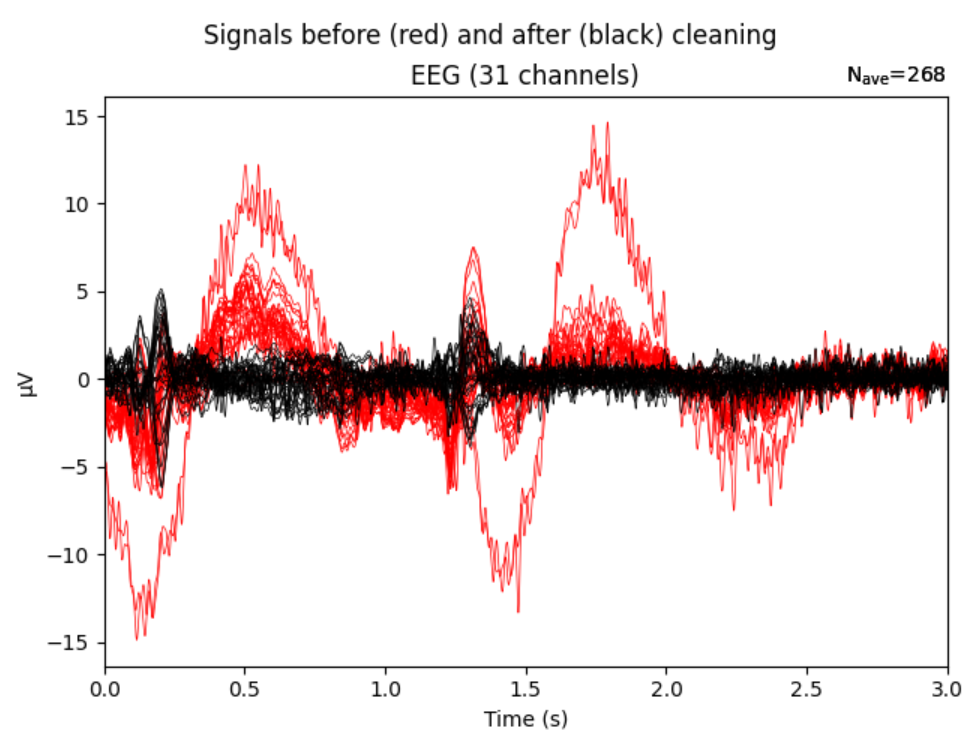 Signals before (red) and after (black) cleaning
EEG (31 channels)
Nave=268
15
10
5
0
−5
−10
−15
µV
0.0 0.5 1.0 1.5 2.0 2.5 3.0
Time (s)